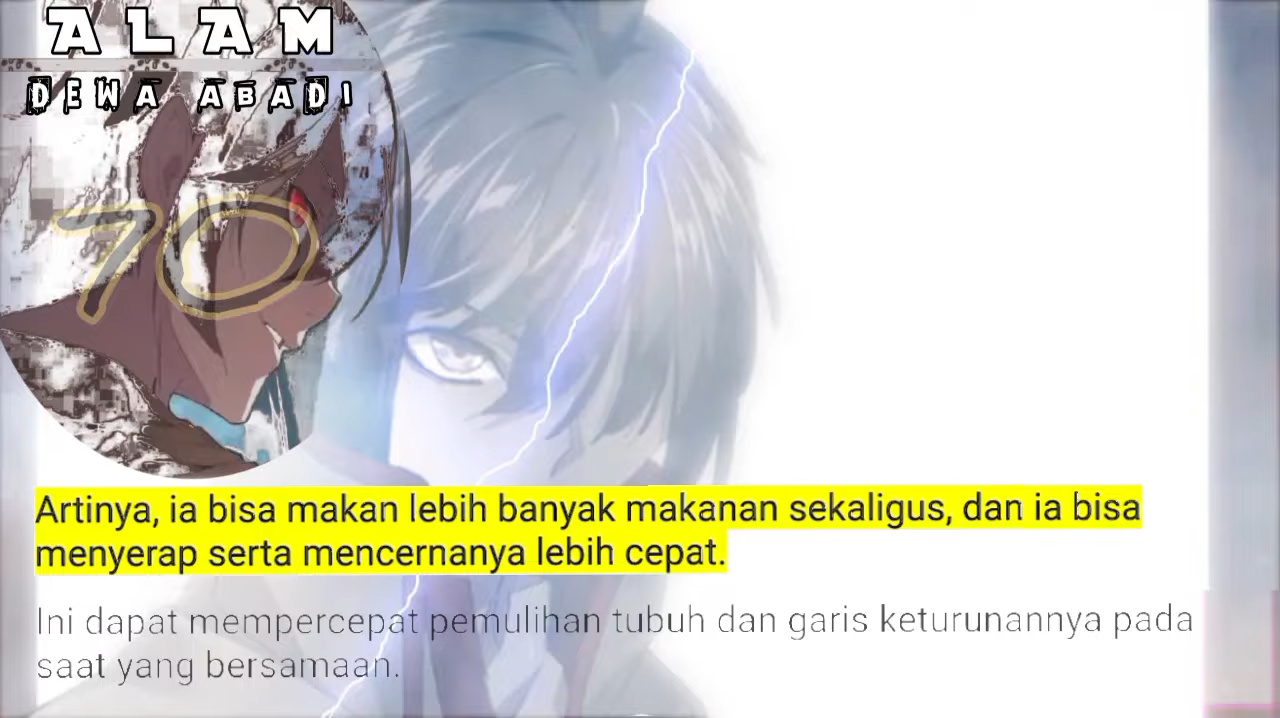 ALAM
DEWA ABADI
70
Artinya, ia bisa makan lebih banyak makanan sekaligus, dan ia bisa
menyerap serta mencernanya lebih cepat.
Ini dapat mempercepat pemulihan tubuh dan garis keturunannya pada
saat yang bersamaan.